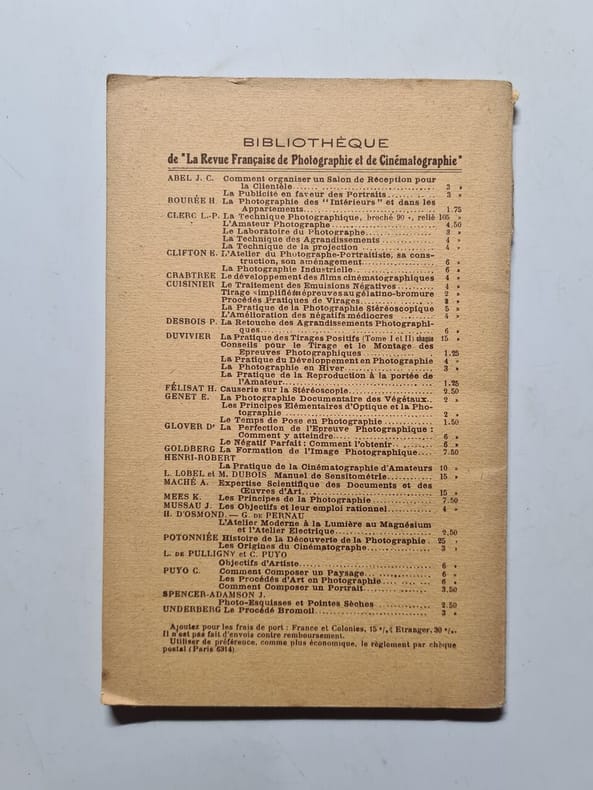 BIBLIOTHÈQUE
de "La Revue Française de Photographie et de Cinématographie"
ABEL J. C. Comment organiser un Salon de Réception pour
la Clientèle........ 3 »
La Publicité en faveur des Portraits........ 3 »
BOURÉE H La Photographie des "Intérieurs" et dans les
Appartements........ 1.75
CLERC L.-P. La Technique Photographique, broché 90 », relié 105 »
L'Amateur Photographe........ 4.50
Le Laboratoire du Photographe........ 3 »
La Technique des Agrandissements........ 4 »
La Technique de la projection........ 4 »
CLIFTON E. L'Atelier du Photographe-Portraitiste, sa cons-
truction, son aménagement........ 6 »
La Photographie Industrielle........ 6 »
CRABTREE Le développement des films cinématographiques 4 »
CUISINIER Le Traitement des Emulsions Négatives........ 4 »
Tirage simplifié des épreuves au gélatino-bromure 2 »
Procédés Pratiques de Virages........ »
La Pratique de la Photographie Stéréoscopique 5 »
L'Amélioration des négatifs médiocres........ 4 »
DESBOIS P. La Retouche des Agrandissements Photographi-
ques........ 6 »
DUVIVIER La Pratique des Tirages Positifs (Tome I et II) chaque 15 »
Conseils pour le Tirage et le Montage des
Epreuves Photographiques........ 1.25
La Pratique du Développement en Photographie 4 »
La Photographie en Hiver........ 3 »
La Pratique de la Reproduction à la portée de
l'Amateur........ 1.25
FÉLISAT H. Causerie sur la Stéréoscopie........ 2.50
GENET E. La Photographie Documentaire des Végétaux.. 2 »
Les Principes Elémentaires d'Optique et la Pho-
tographie........ 2 »
Le Temps de Pose en Photographie........ 1.50
GLOVER Dr La Perfection de l'Epreuve Photographique :
Comment y atteindre........ 6 »
Le Négatif Parfait : Comment l'obtenir........ 6 »
GOLDBERG La Formation de l'Image Photographique.... 7.50
HENRI-ROBERT
La Pratique de la Cinématographie d'Amateurs 10 »
L. LOBEL et M. DUBOIS Manuel de Sensitométrie........ 15 »
MACHÉ A. Expertise Scientifique des Documents et des
Œuvres d'Art........ 15 »
MEES K. Les Principes de la Photographie........ 7.50
MUSSAU J. Les Objectifs et leur emploi rationnel........ 4 »
H. D'OSMOND. — G. DE PERNAU
L'Atelier Moderne à la Lumière au Magnésium
et l'Atelier Electrique........ 2.50
POTONNIÉE Histoire de la Découverte de la Photographie. 25 »
Les Origines du Cinématographe........ 3 »
L. DE PULLIGNY et C. PUYO
Objectifs d'Artiste........ 6 »
PUYO C. Comment Composer un Paysage........ 6 »
Les Procédés d'Art en Photographie........ 6 »
Comment Composer un Portrait........ 3.50
SPENCER-ADAMSON J.
Photo-Esquisses et Pointes Sèches........ 2.50
UNDERBERG Le Procédé Bromoil........ 3 »
Ajoutez pour les frais de port : France et Colonies, 15 °/o ; Etranger, 30 °/o.
Il n'est pas fait d'envois contre remboursement.
Utiliser de préférence, comme plus économique, le règlement par chèque
postal (Paris 6314).